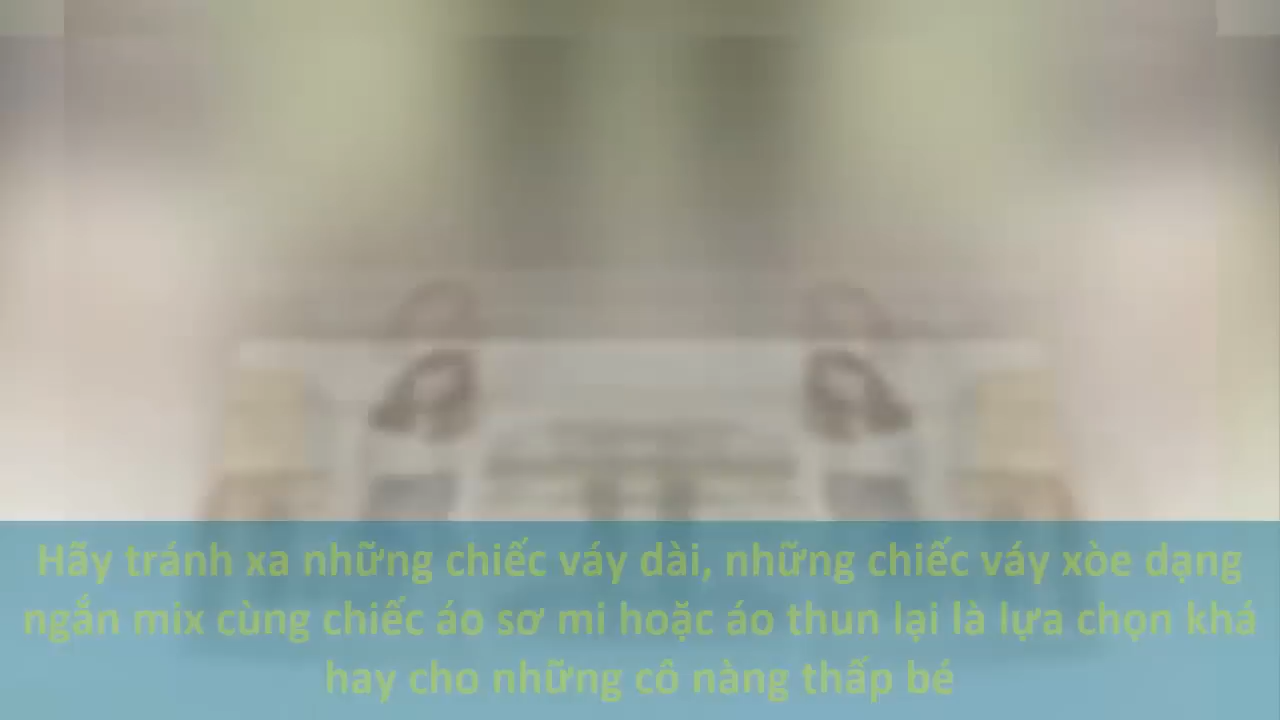 Hãy tránh xa những chiếc váy dài, những chiếc váy xòe dạng
ngắn mix cùng chiếc áo sơ mi hoặc áo thun lại là lựa chọn khá
hay cho những cô nàng thấp bé